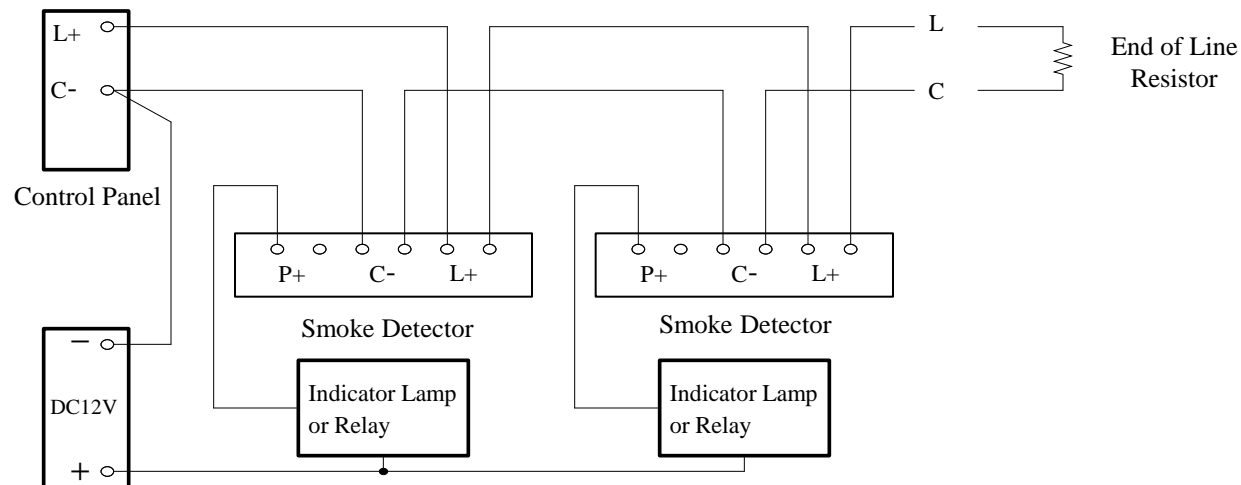 L+
C-
Control Panel
L
C
End of Line
Resistor
P+ C- L+
Smoke Detector
P+ C- L+
Smoke Detector
Indicator Lamp
or Relay
Indicator Lamp
or Relay
−
DC12V
+